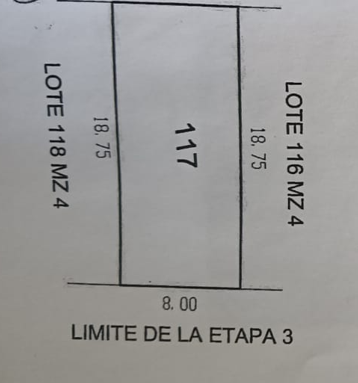 LOTE 118 MZ 4
18.75
117
18.75
LOTE 116 MZ 4
8.00
LIMITE DE LA ETAPA 3